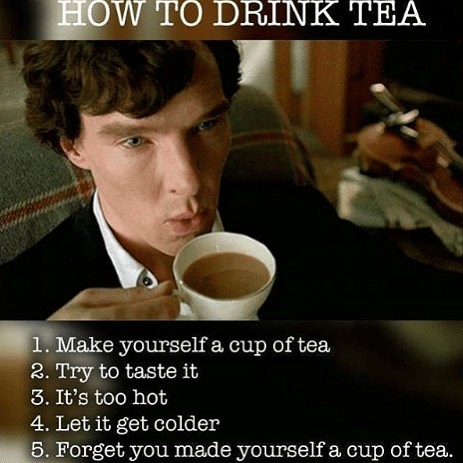 HOW TO DRINK TEA
1. Make yourself a cup of tea
2. Try to taste it
3. It's too hot
4. Let it get colder
5. Forget you made yourself a cup of tea.